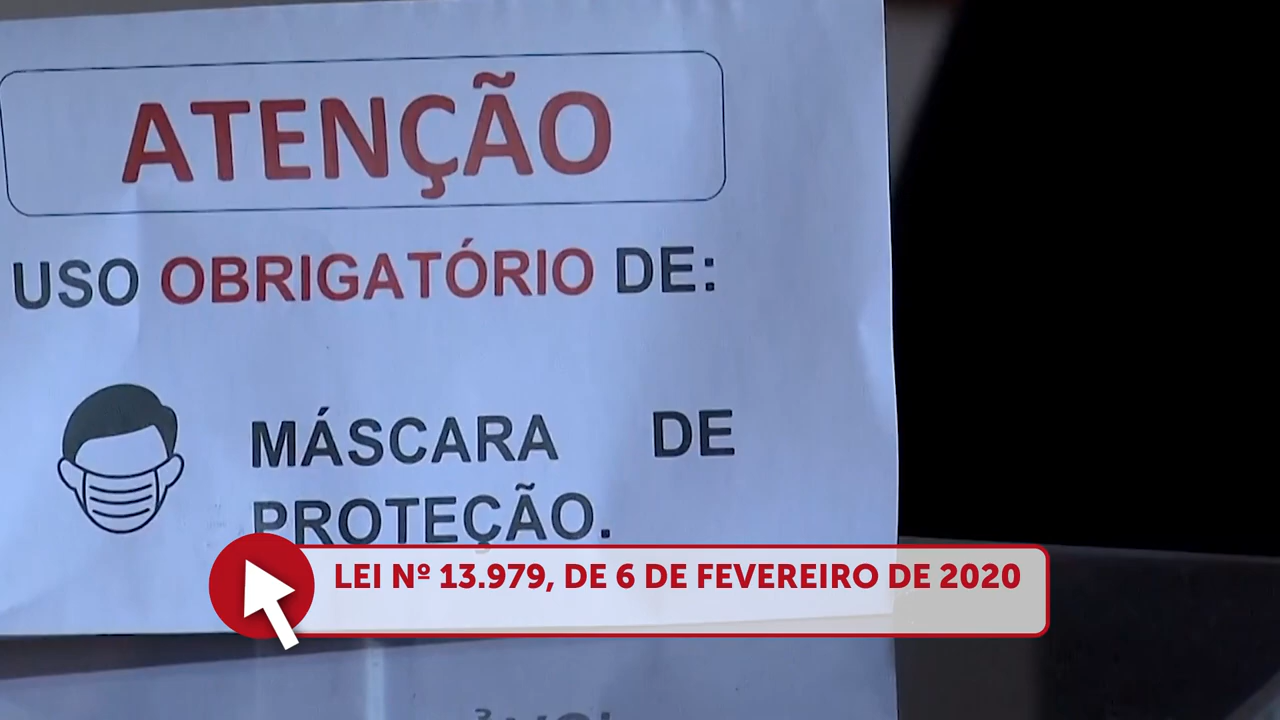 ATENÇÃO
USO OBRIGATÓRIO DE:
MÁSCARA DE
PROTEÇÃO.
LEI Nº 13.979, DE 6 DE FEVEREIRO DE 2020